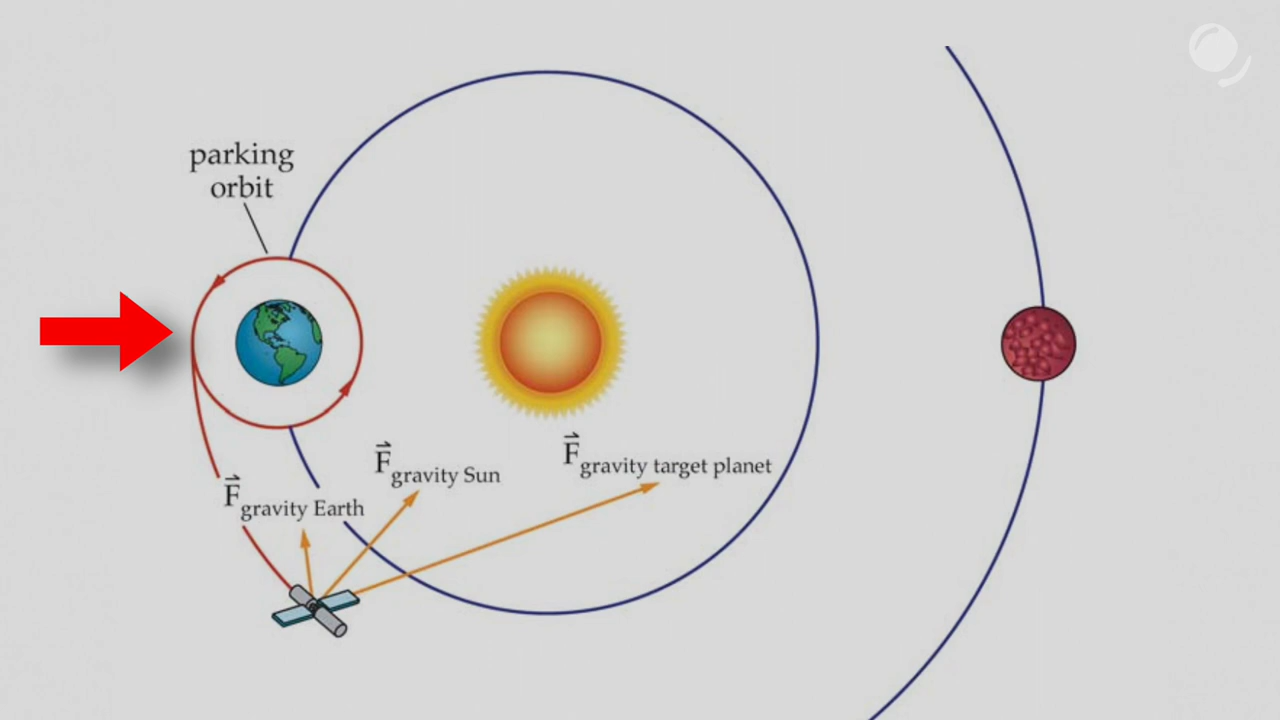 parking
orbit
F gravity Sun
F gravity target planet
F gravity Earth